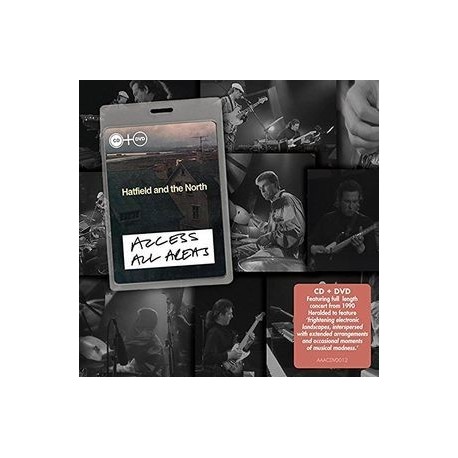 CD + DVD
Hatfield and the North
ACCESS
ALL AREAS
CD + DVD
Featuring full length
concert from 1990
Heralded to feature
'frightening electronic
landscapes, interspersed
with extended arrangements
and occasional moments
of musical madness.'
AAACDVD012